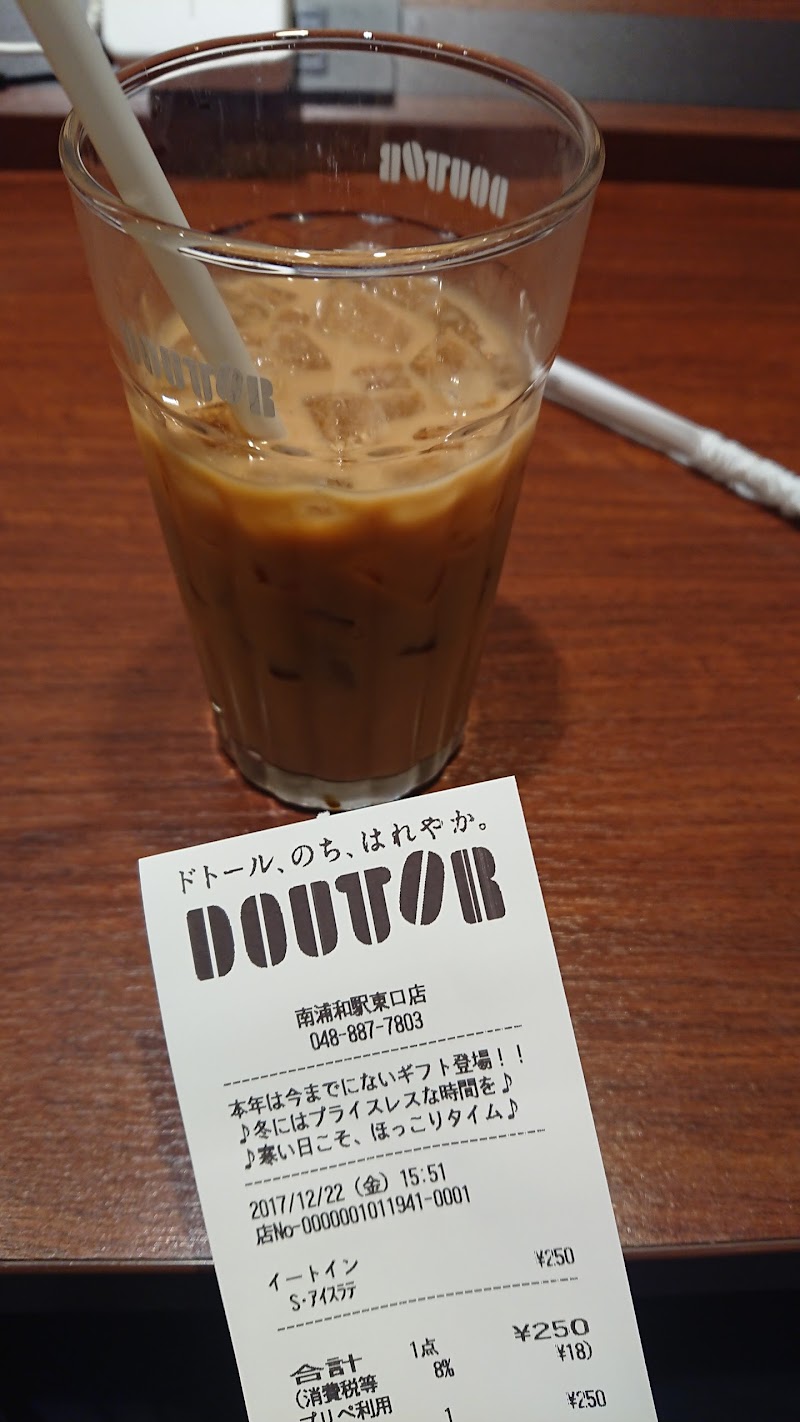 DOUTOR
DOUTOR
ドトール、のち、はれやか。
DOUTOR
南浦和駅東口店
048-887-7803
本年は今までにないギフト登場！！
♪冬にはプライスレスな時間を♪
♪寒い日こそ、ほっこりタイム♪
2017/12/22 (金) 15:51
店No-0000001011941-0001
イートイン
S・アイスラテ ¥250
合計 1点 ¥250
(消費税等 8% ¥18)
プリペ利用 1 ¥250